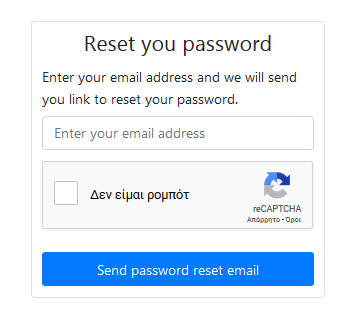 Reset you password
Enter your email address and we will send
you link to reset your password.
Enter your email address
Δεν είμαι ρομπότ
reCAPTCHA
Απόρρητο - Όροι
Send password reset email